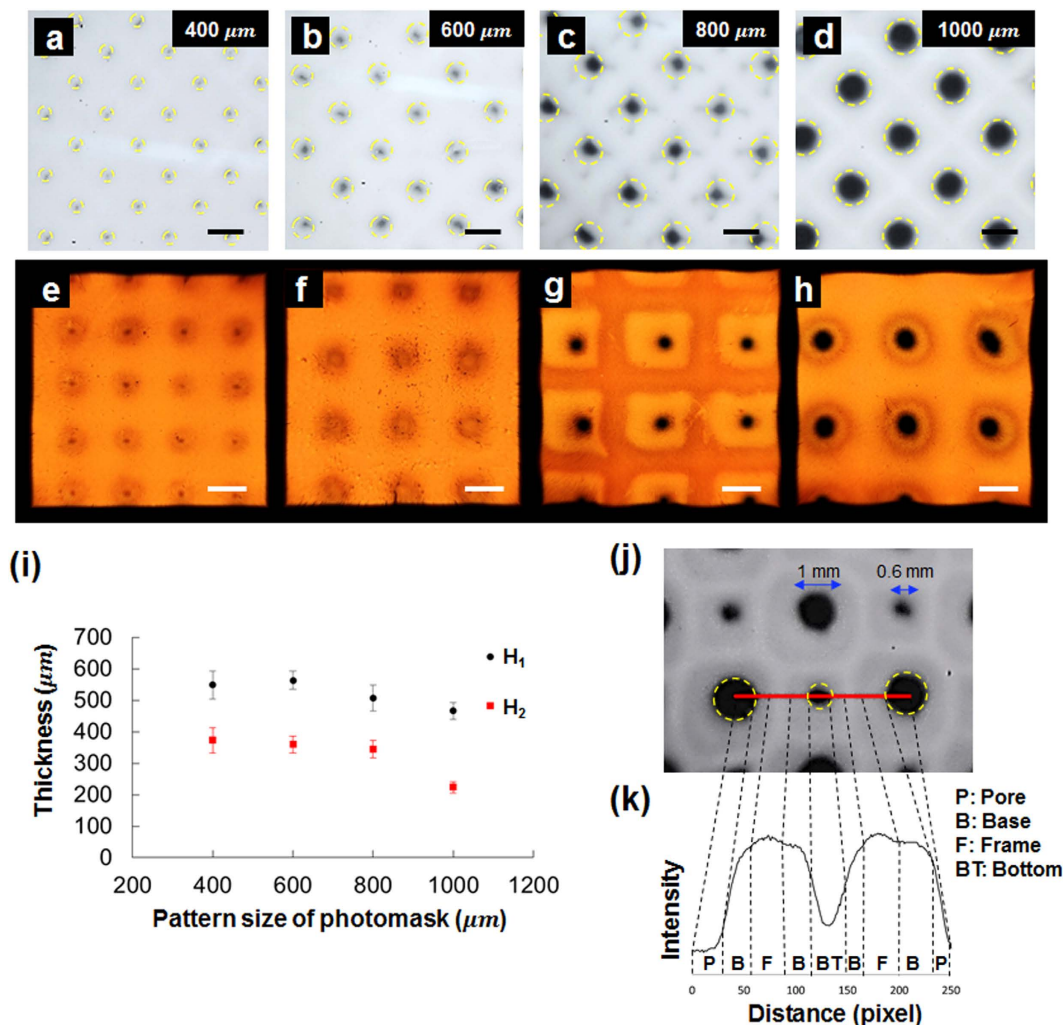 a
400 μm
b
600 μm
c
800 μm
d
1000 μm
e
f
g
h
(i)
Thickness (μm)
700
600
500
400
300
200
100
0
H₁
H₂
200
400
600
800
1000
1200
Pattern size of photomask (μm)
(j)
1 mm
0.6 mm
(k)
P: Pore
B: Base
F: Frame
BT: Bottom
Intensity
P B F B BT B F B P
0 50 100 150 200 250
Distance (pixel)